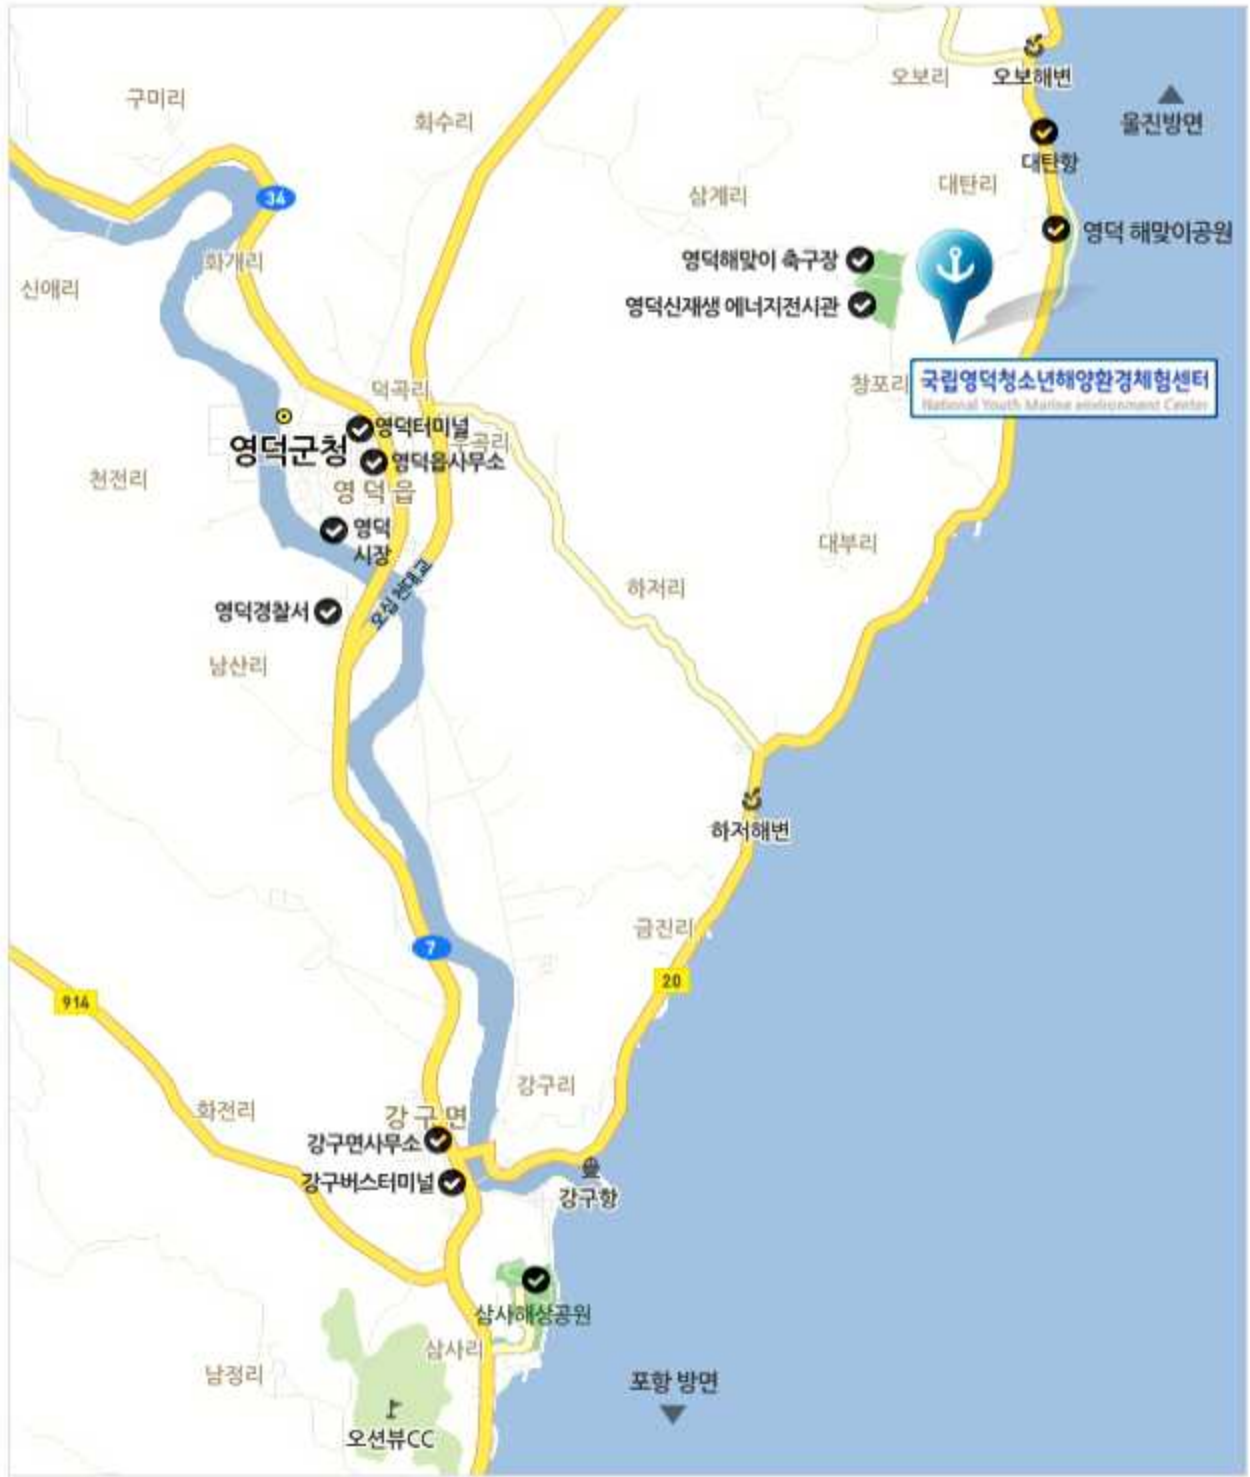 오보리
오보해변
구미리
화수리
울진방면
대탄항
34
삼계리
대탄리
영덕 해맞이공원
화개리
영덕해맞이 축구장
신애리
영덕신재생 에너지전시관
덕곡리
창포리
국립영덕청소년해양환경체험센터
National Youth Marine environment Center
영덕터미널
영덕군청
우곡리
영덕읍사무소
천전리
영덕읍
영덕
시장
대부리
오십천대교
하저리
영덕경찰서
남산리
하저해변
금진리
7
20
914
강구리
화전리
강구면
강구면사무소
강구버스터미널
강구항
삼사해상공원
삼사리
남정리
포항 방면
오션뷰CC